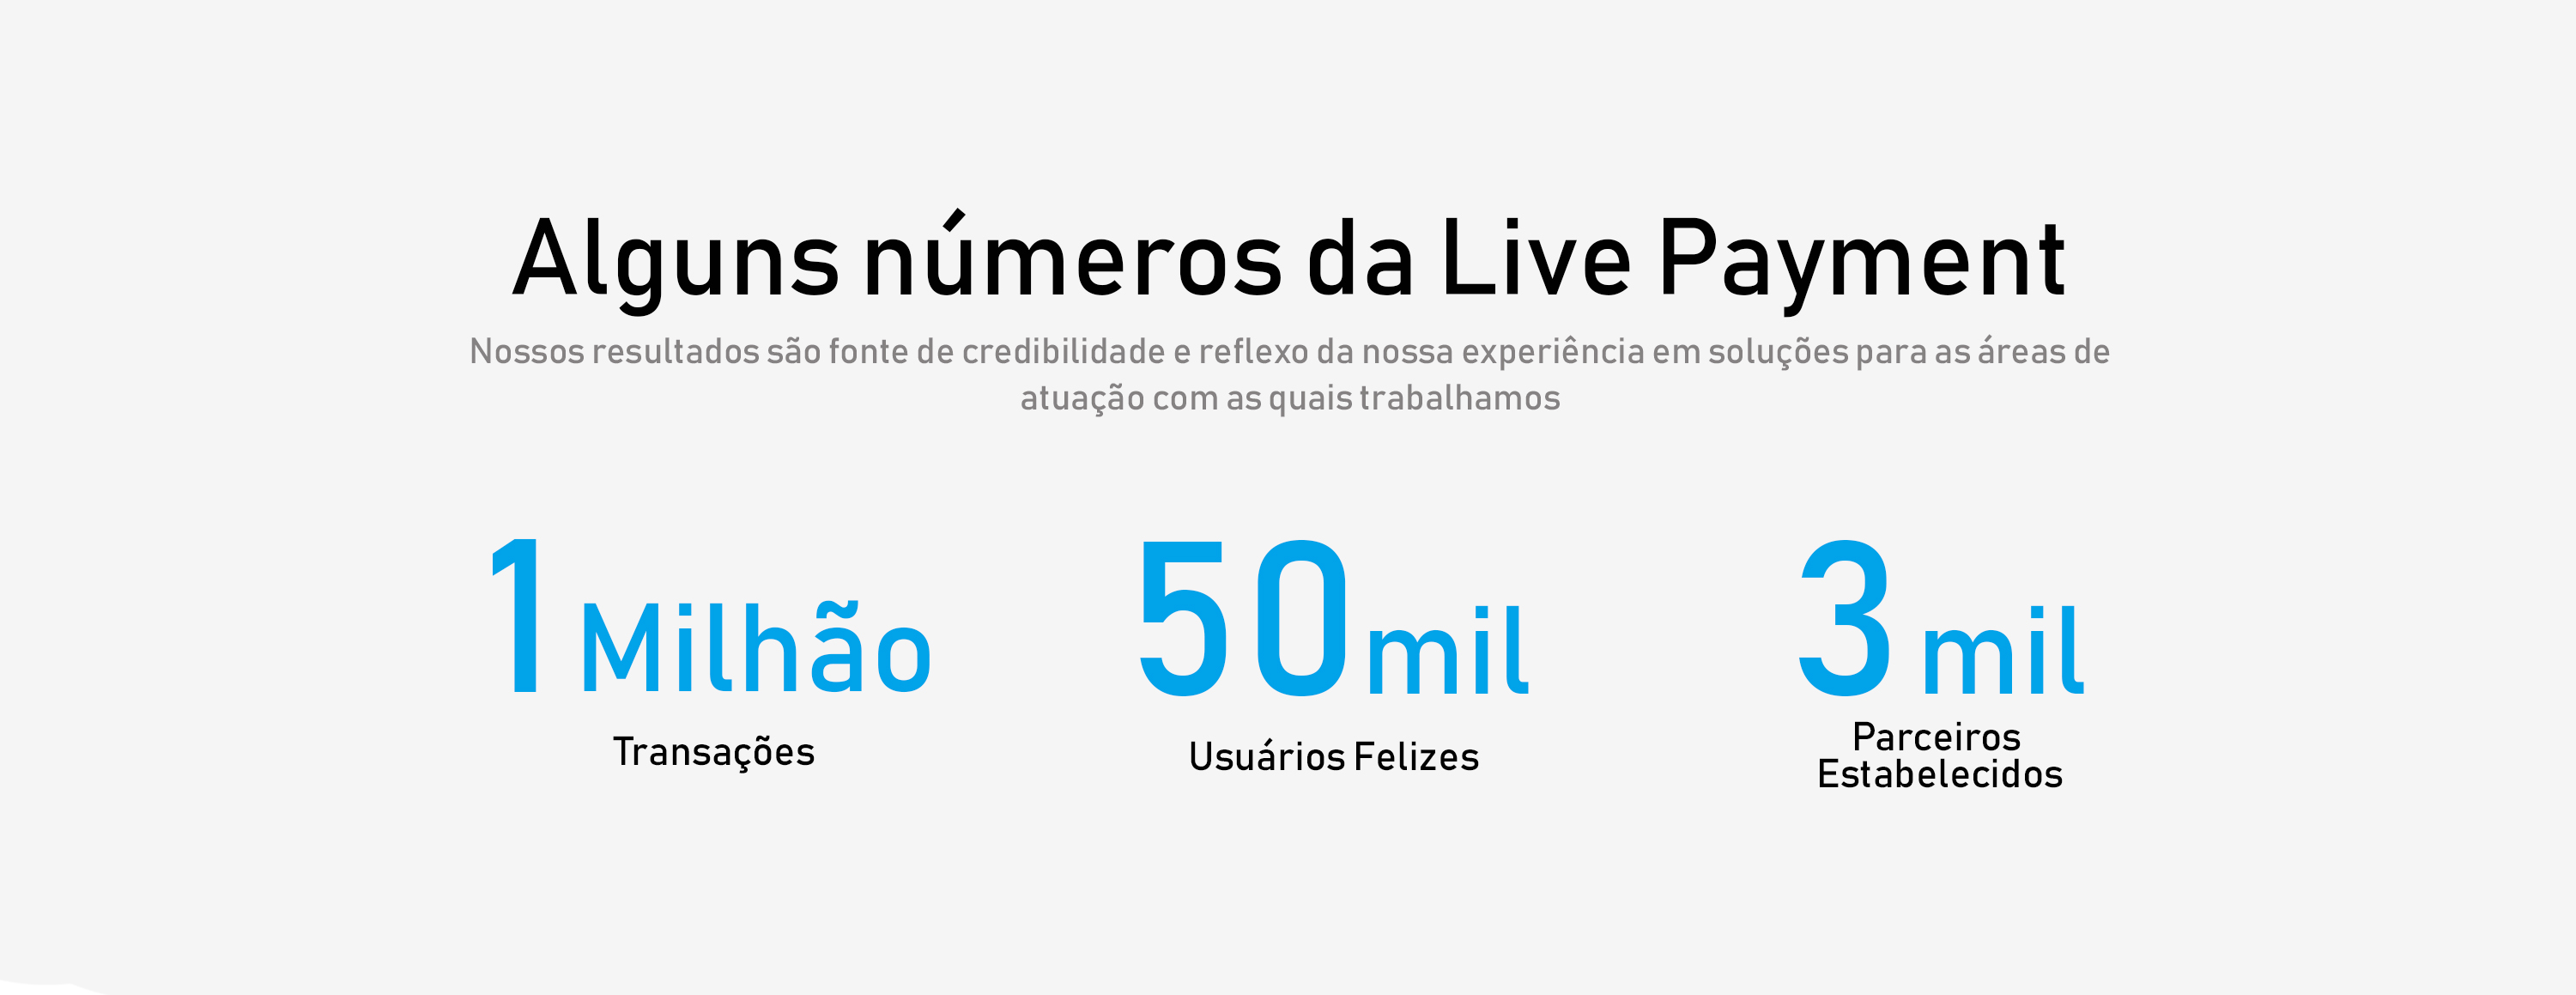 Alguns números da Live Payment
Nossos resultados são fonte de credibilidade e reflexo da nossa experiência em soluções para as áreas de
atuação com as quais trabalhamos
1 Milhão
Transações
50 mil
Usuários Felizes
3 mil
Parceiros
Estabelecidos